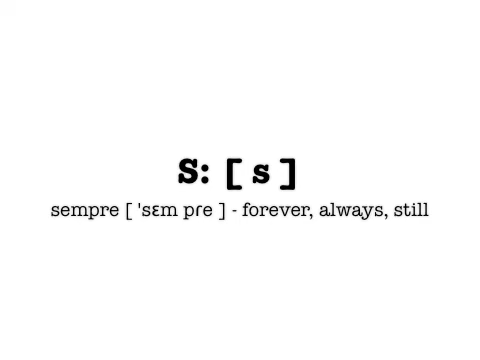 S: [ s ]
sempre [ 'sɛm pɾe ] - forever, always, still